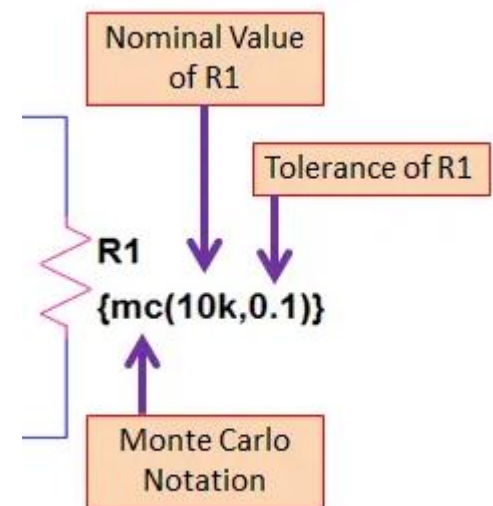 Nominal Value
of R1
Tolerance of R1
R1
{mc(10k,0.1)}
Monte Carlo
Notation